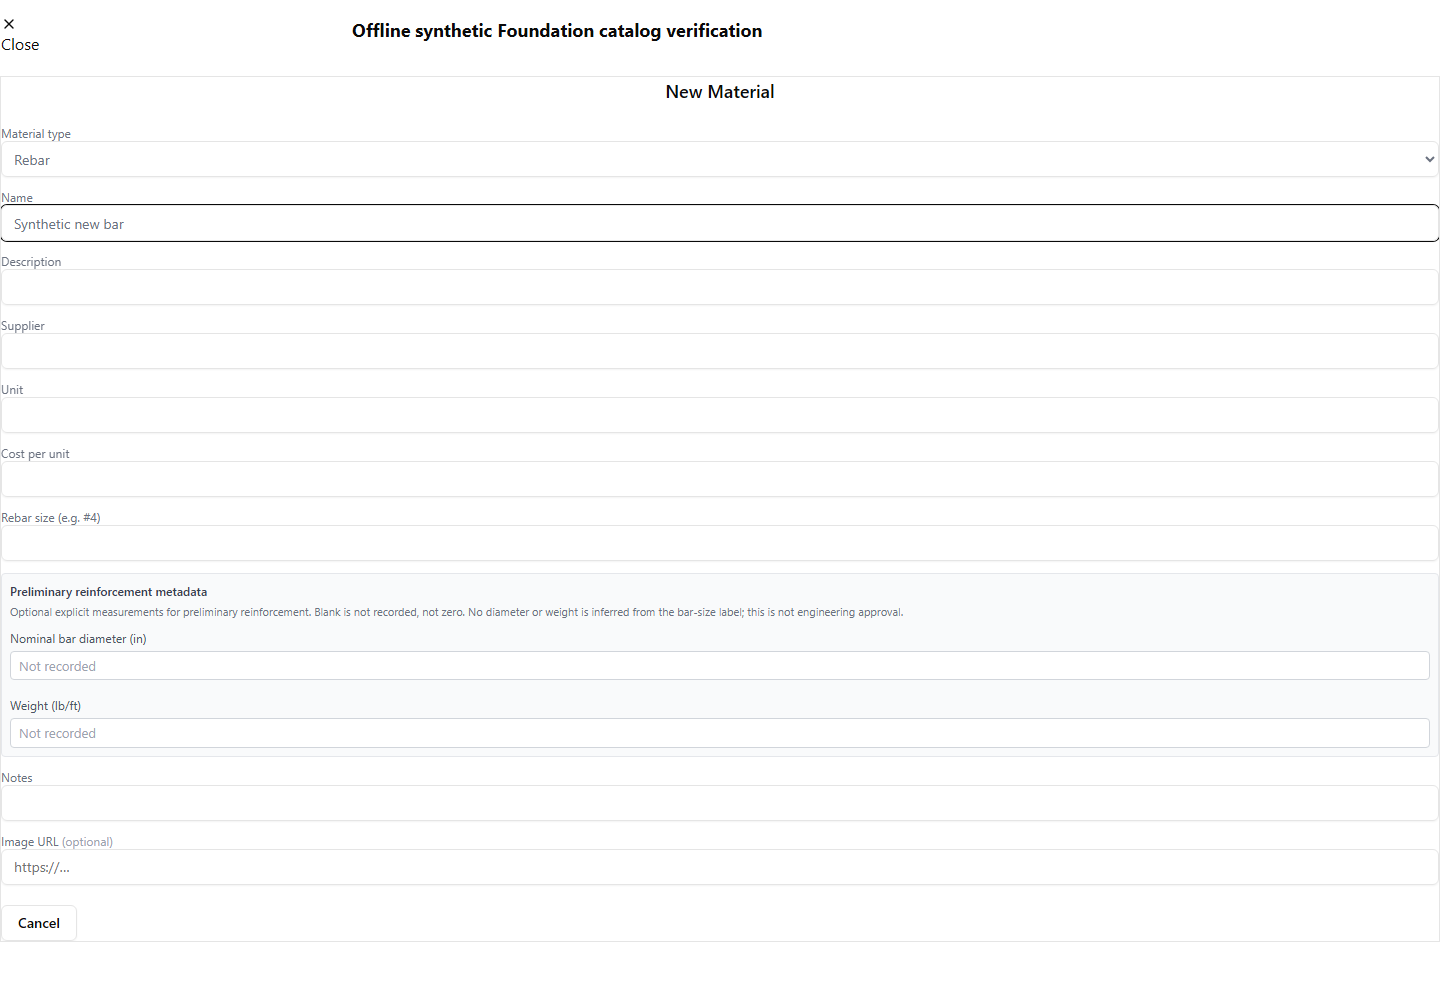 Close
Offline synthetic Foundation catalog verification
New Material
Material type
Rebar
Name
Synthetic new bar
Description
Supplier
Unit
Cost per unit
Rebar size (e.g. #4)
Preliminary reinforcement metadata
Optional explicit measurements for preliminary reinforcement. Blank is not recorded, not zero. No diameter or weight is inferred from the bar-size label; this is not engineering approval.
Nominal bar diameter (in)
Not recorded
Weight (lb/ft)
Not recorded
Notes
Image URL (optional)
https://...
Cancel